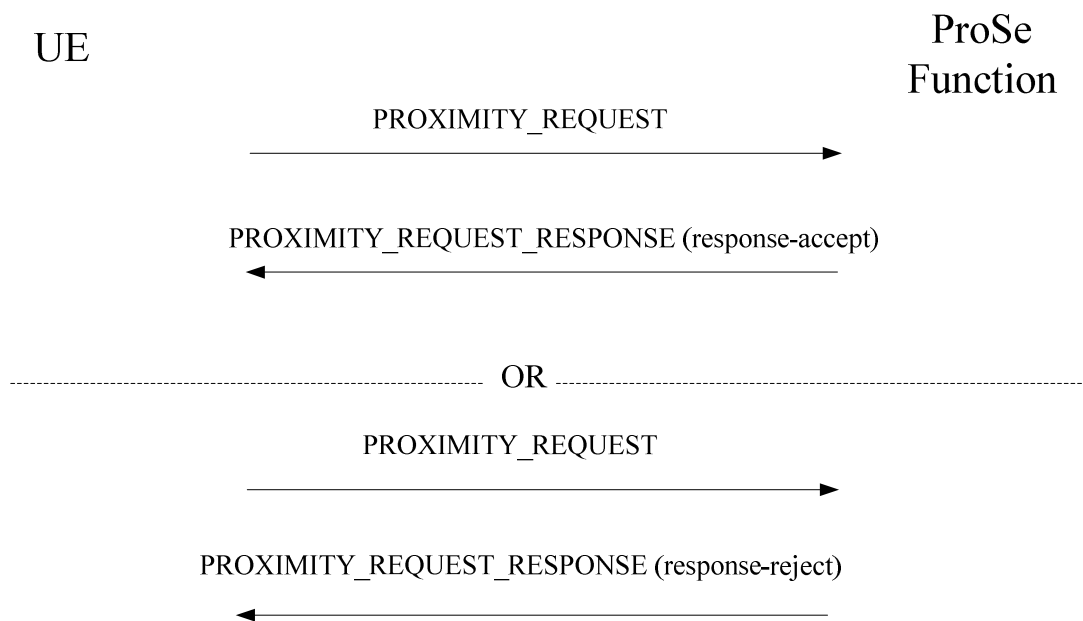 UE
ProSe
Function
PROXIMITY_REQUEST
PROXIMITY_REQUEST_RESPONSE (response-accept)
OR
PROXIMITY_REQUEST
PROXIMITY_REQUEST_RESPONSE (response-reject)